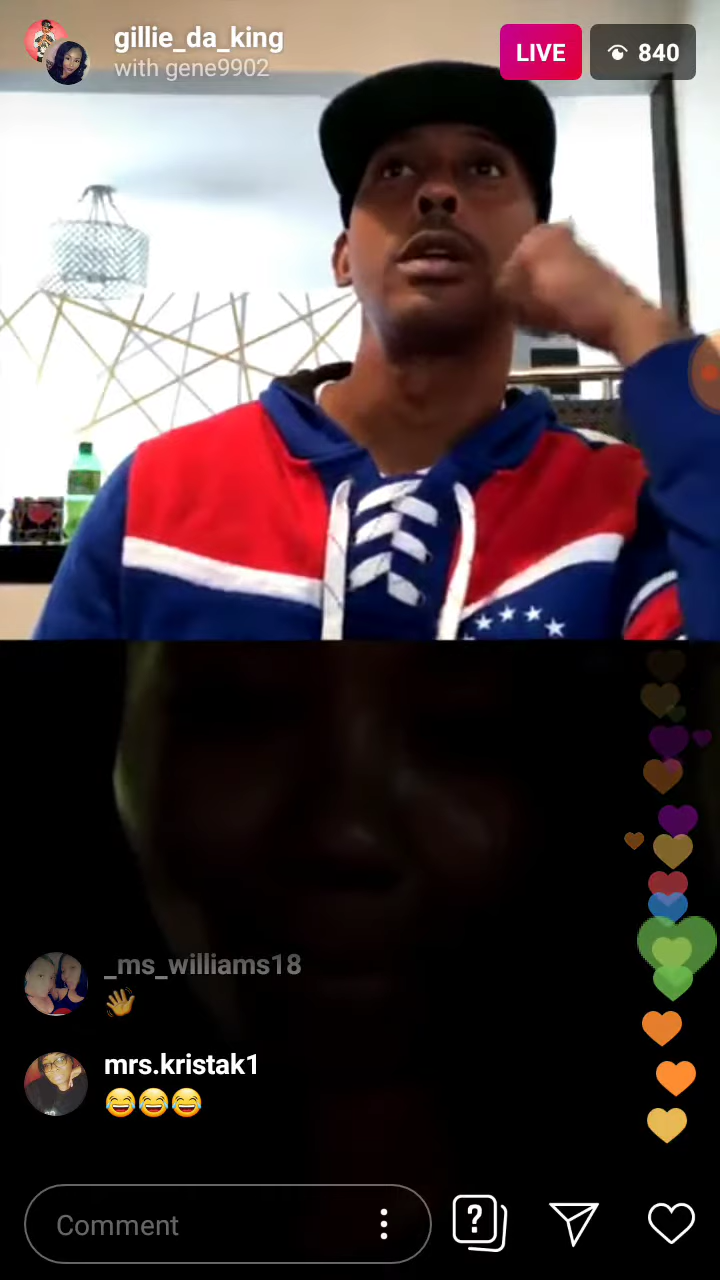 gillie_da_king
with gene9902
LIVE
840
_ms_williams18
👋
mrs.kristak1
😂😂😂
Comment
?